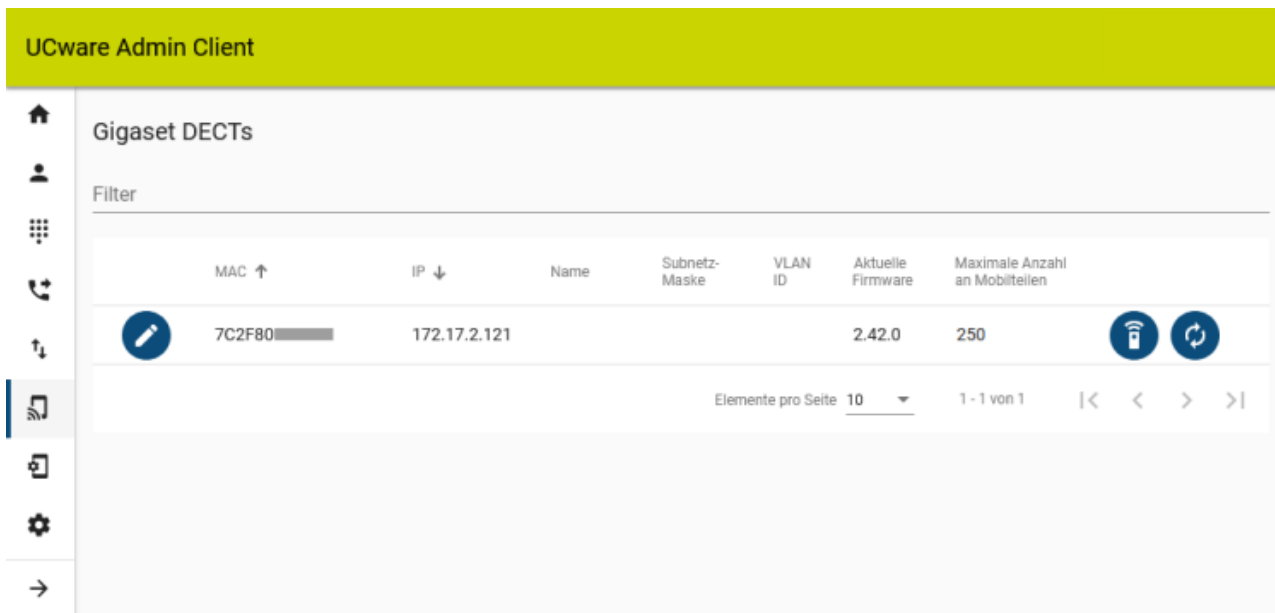 UCware Admin Client
Gigaset DECTs
Filter
MAC IP Name Subnetz- VLAN Aktuelle Maximale Anzahl
Maske ID Firmware an Mobilteilen
7C2F80 172.17.2.121 2.42.0 250
Elemente pro Seite 10 1 - 1 von 1